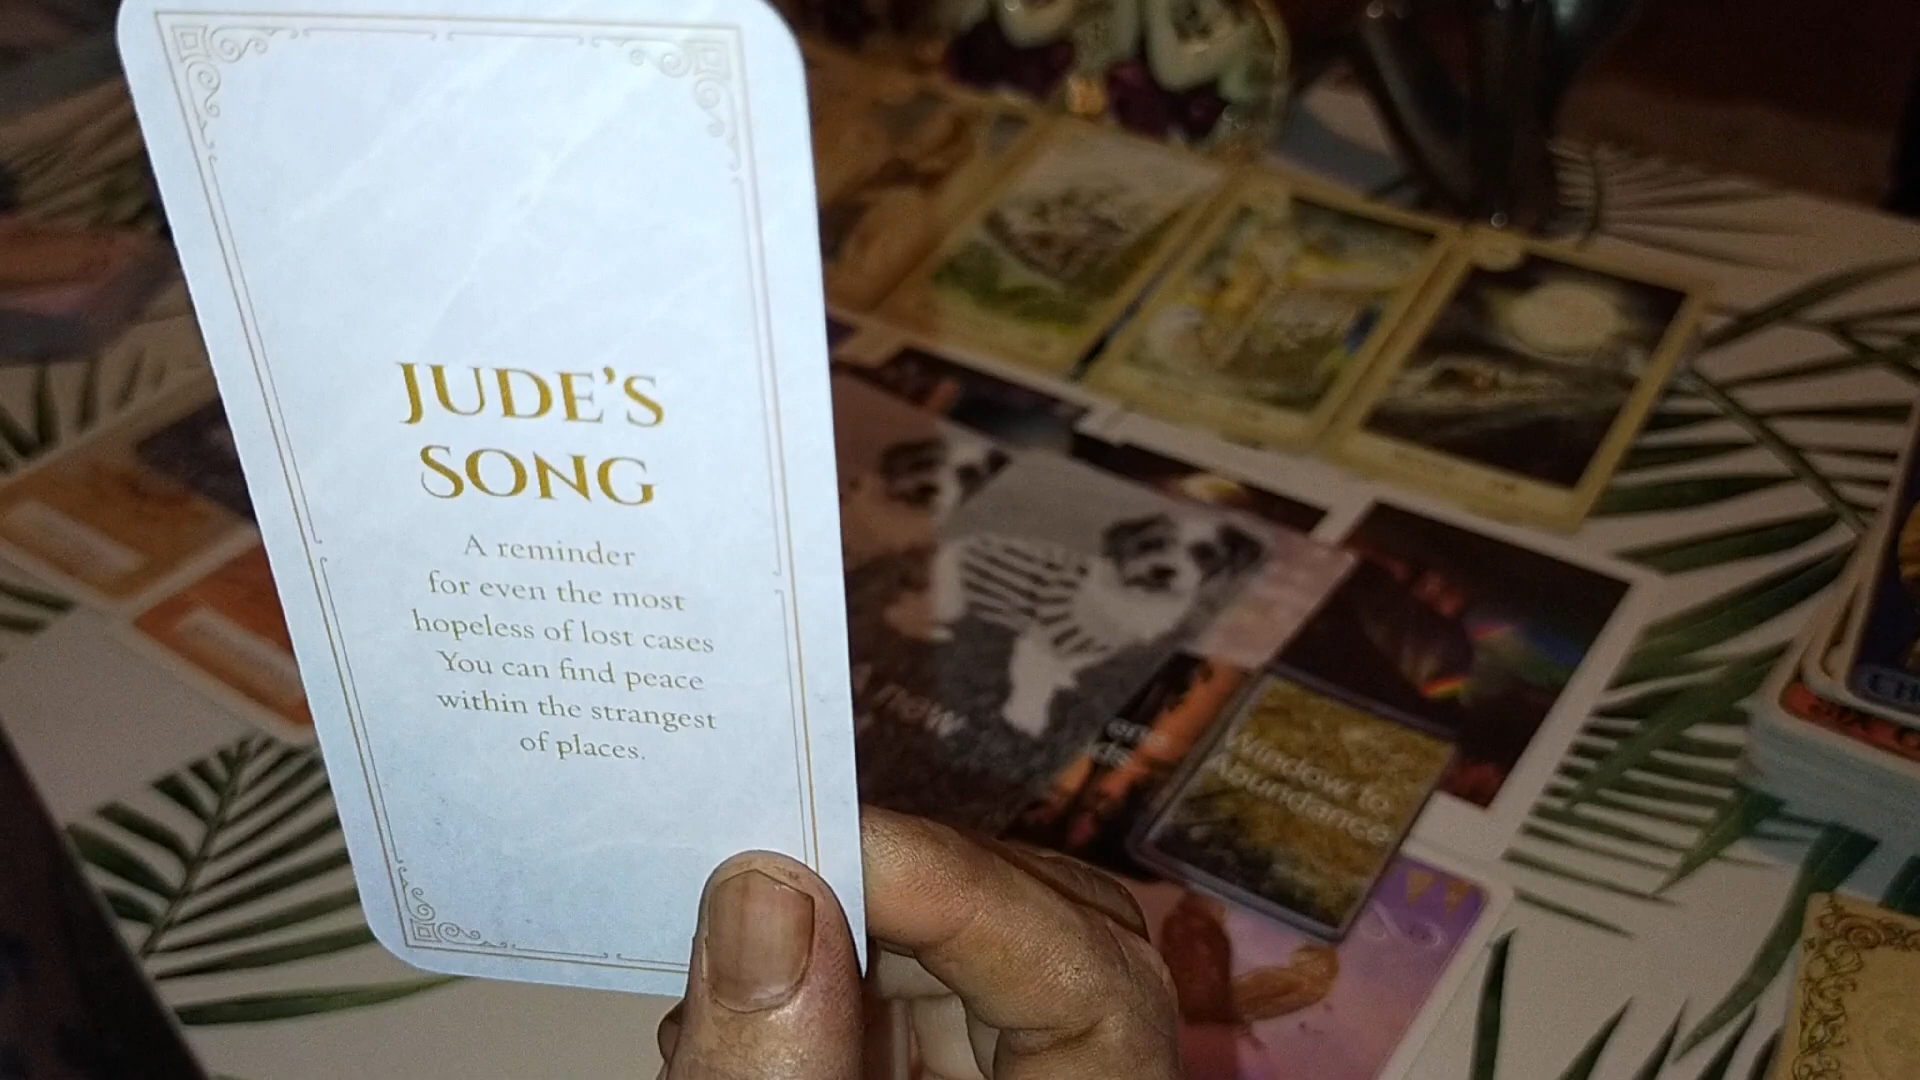 JUDE'S
SONG
A reminder
for even the most
hopeless of lost cases
You can find peace
within the strangest
of places.
new
Window to
Abundance